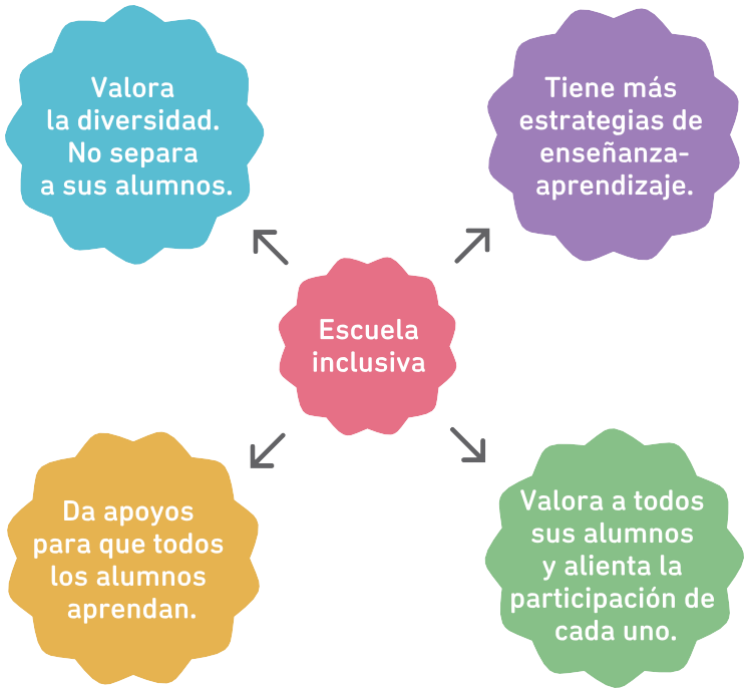 Valora
la diversidad.
No separa
a sus alumnos.
Tiene más
estrategias de
enseñanza-
aprendizaje.
Escuela
inclusiva
Da apoyos
para que todos
los alumnos
aprendan.
Valora a todos
sus alumnos
y alienta la
participación de
cada uno.